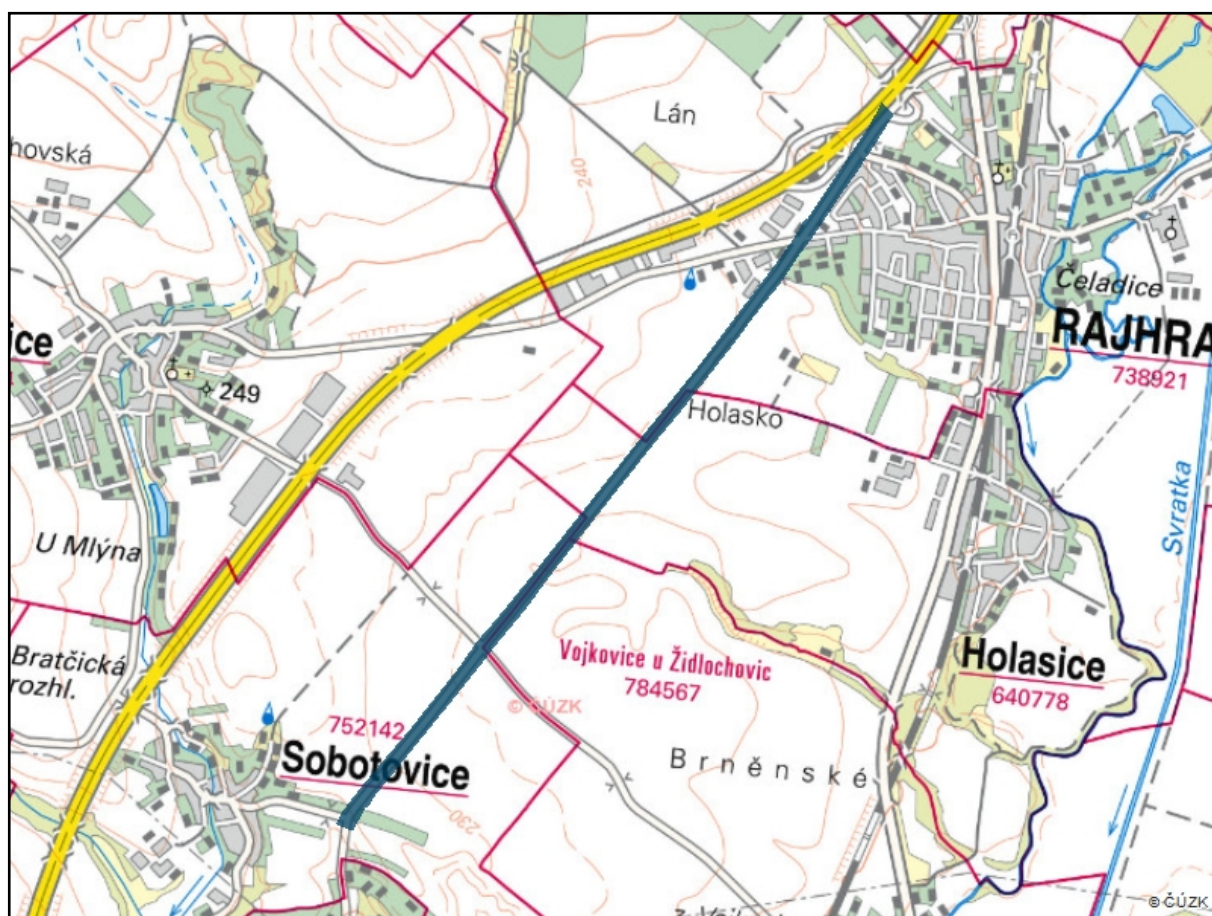 Lán
hovská
Čeladice
RAJHRA
738921
ice
240
249
Holasko
U Mlýna
Svratka
Bratčická
rozhl.
Vojkovice u Židlochovic
784567
Holasice
640778
© ČÚZK
752142
Sobotovice
Brněnské
230
© ČÚZK